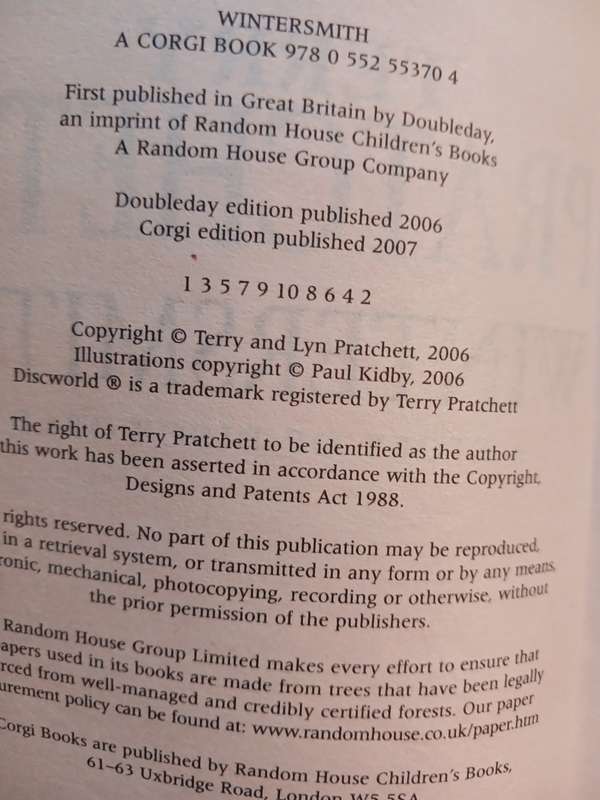 WINTERSMITH
A CORGI BOOK 978 0 552 55370 4
First published in Great Britain by Doubleday,
an imprint of Random House Children's Books
A Random House Group Company
Doubleday edition published 2006
Corgi edition published 2007
1 3 5 7 9 10 8 6 4 2
Copyright © Terry and Lyn Pratchett, 2006
Illustrations copyright © Paul Kidby, 2006
Discworld ® is a trademark registered by Terry Pratchett
The right of Terry Pratchett to be identified as the author
this work has been asserted in accordance with the Copyright,
Designs and Patents Act 1988.
rights reserved. No part of this publication may be reproduced,
in a retrieval system, or transmitted in any form or by any means,
ronic, mechanical, photocopying, recording or otherwise, without
the prior permission of the publishers.
Random House Group Limited makes every effort to ensure that
apers used in its books are made from trees that have been legally
rced from well-managed and credibly certified forests. Our paper
urement policy can be found at: www.randomhouse.co.uk/paper.htm
Corgi Books are published by Random House Children's Books,
61–63 Uxbridge Road, London W5 5SA